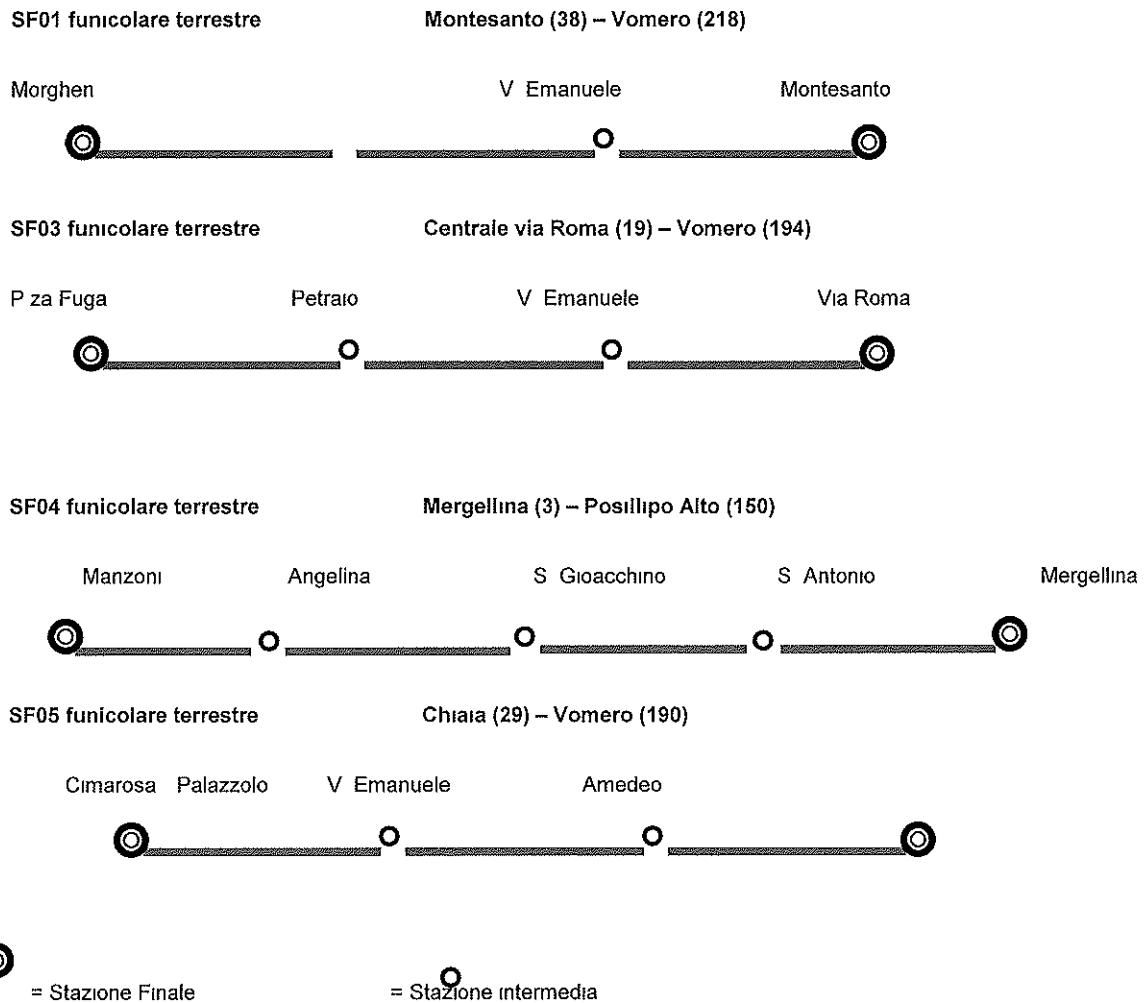 SF01 funicolare terrestre Montesanto (38) – Vomero (218)
Morghen V Emanuele Montesanto
SF03 funicolare terrestre Centrale via Roma (19) – Vomero (194)
P za Fuga Petraio V Emanuele Via Roma
SF04 funicolare terrestre Mergellina (3) – Posillipo Alto (150)
Manzoni Angelina S Gioacchino S Antonio Mergellina
SF05 funicolare terrestre Chiaia (29) – Vomero (190)
Cimarosa Palazzolo V Emanuele Amedeo
= Stazione Finale = Stazione intermedia